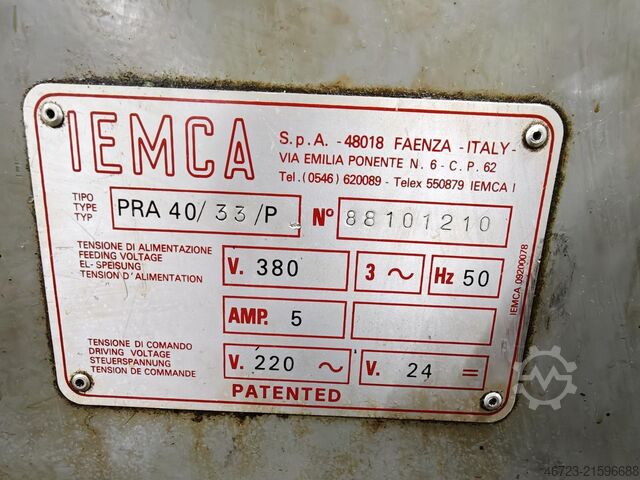 IEMCA
S.p.A. - 48018 FAENZA - ITALY -
VIA EMILIA PONENTE N. 6 - C.P. 62
Tel. (0546) 620089 - Telex 550879 IEMCA I
TIPO
TYPE
TYP
PRA 40/33/P
N° 88101210
TENSIONE DI ALIMENTAZIONE
FEEDING VOLTAGE
EL-SPEISUNG
TENSION D'ALIMENTATION
V. 380
3 ~
Hz 50
AMP. 5
TENSIONE DI COMANDO
DRIVING VOLTAGE
STEUERSPANNUNG
TENSION DE COMMANDE
V. 220 ~
V. 24 =
PATENTED
IEMCA 09200078
46723-21596688